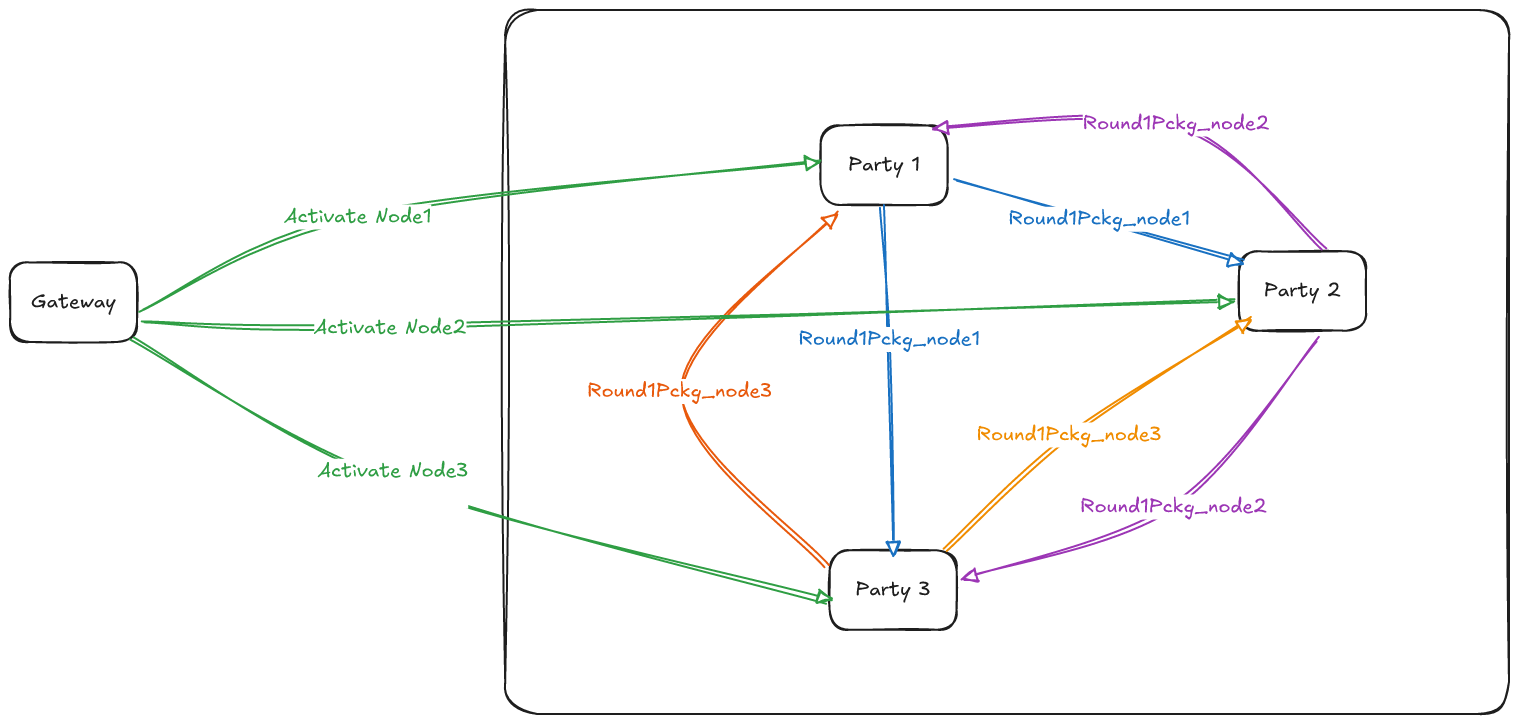 Round1Pckg_node2
Party 1
Activate Node1
Round1Pckg_node1
Party 2
Gateway
Activate Node2
Round1Pckg_node1
Round1Pckg_node3
Round1Pckg_node3
Activate Node3
Round1Pckg_node2
Party 3